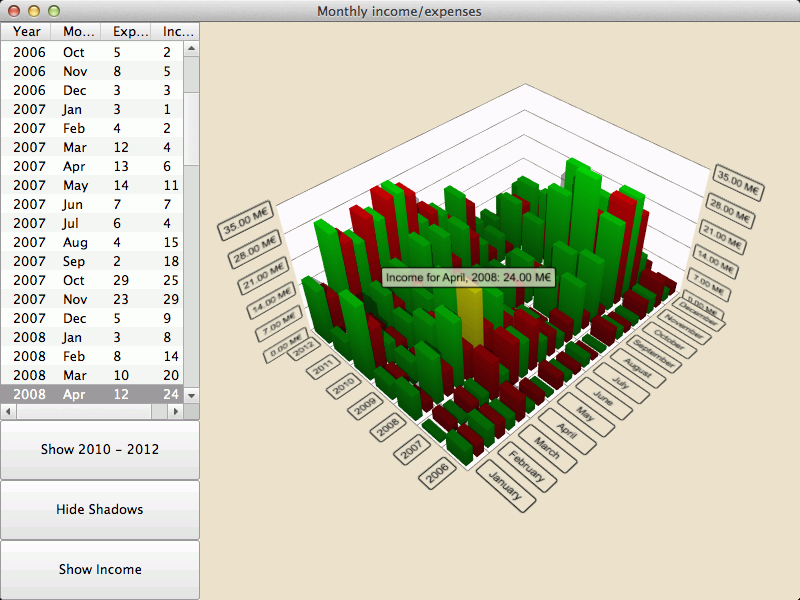 Monthly income/expenses
Year Mo... Exp... Inc...
2006 Oct 5 2
2006 Nov 8 5
2006 Dec 3 3
2007 Jan 3 1
2007 Feb 4 2
2007 Mar 12 4
2007 Apr 13 6
2007 May 14 11
2007 Jun 7 7
2007 Jul 6 4
2007 Aug 4 15
2007 Sep 2 18
2007 Oct 29 25
2007 Nov 23 29
2007 Dec 5 9
2008 Jan 3 8
2008 Feb 8 14
2008 Mar 10 20
2008 Apr 12 24
Show 2010 - 2012
Hide Shadows
Show Income
35.00 M€
28.00 M€
21.00 M€
14.00 M€
7.00 M€
0.00 M€
Income for April, 2008: 24.00 M€
35.00 M€
28.00 M€
21.00 M€
14.00 M€
7.00 M€
0.00 M€
2012
2011
2010
2009
2008
2007
2006
December
November
October
September
August
July
June
May
April
March
February
January